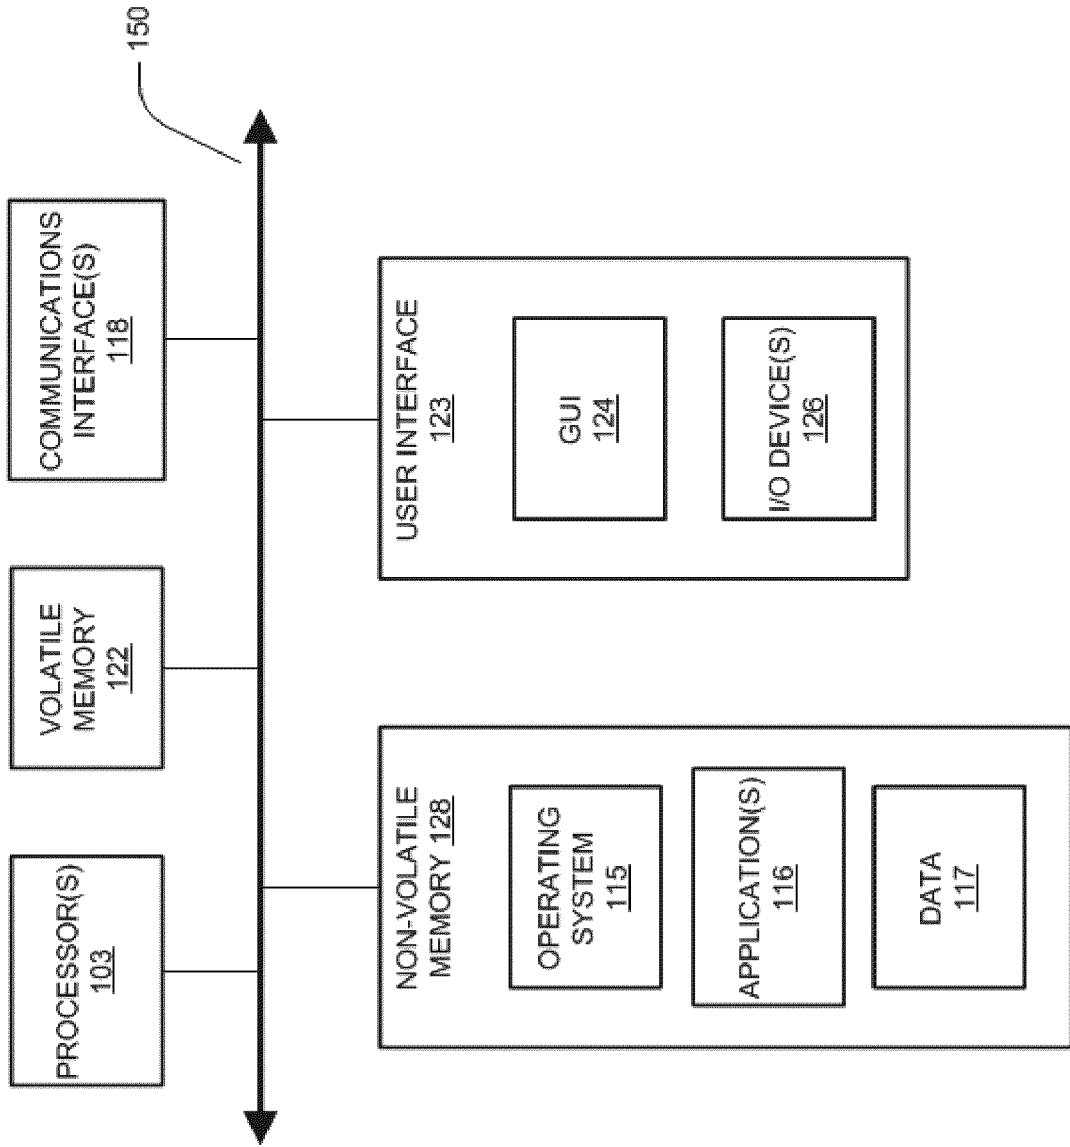 PROCESSOR(S)
103
VOLATILE
MEMORY
122
COMMUNICATIONS
INTERFACE(S)
118
150
NON-VOLATILE
MEMORY 128
OPERATING
SYSTEM
115
APPLICATION(S)
116
DATA
117
USER INTERFACE
123
GUI
124
I/O DEVICE(S)
126